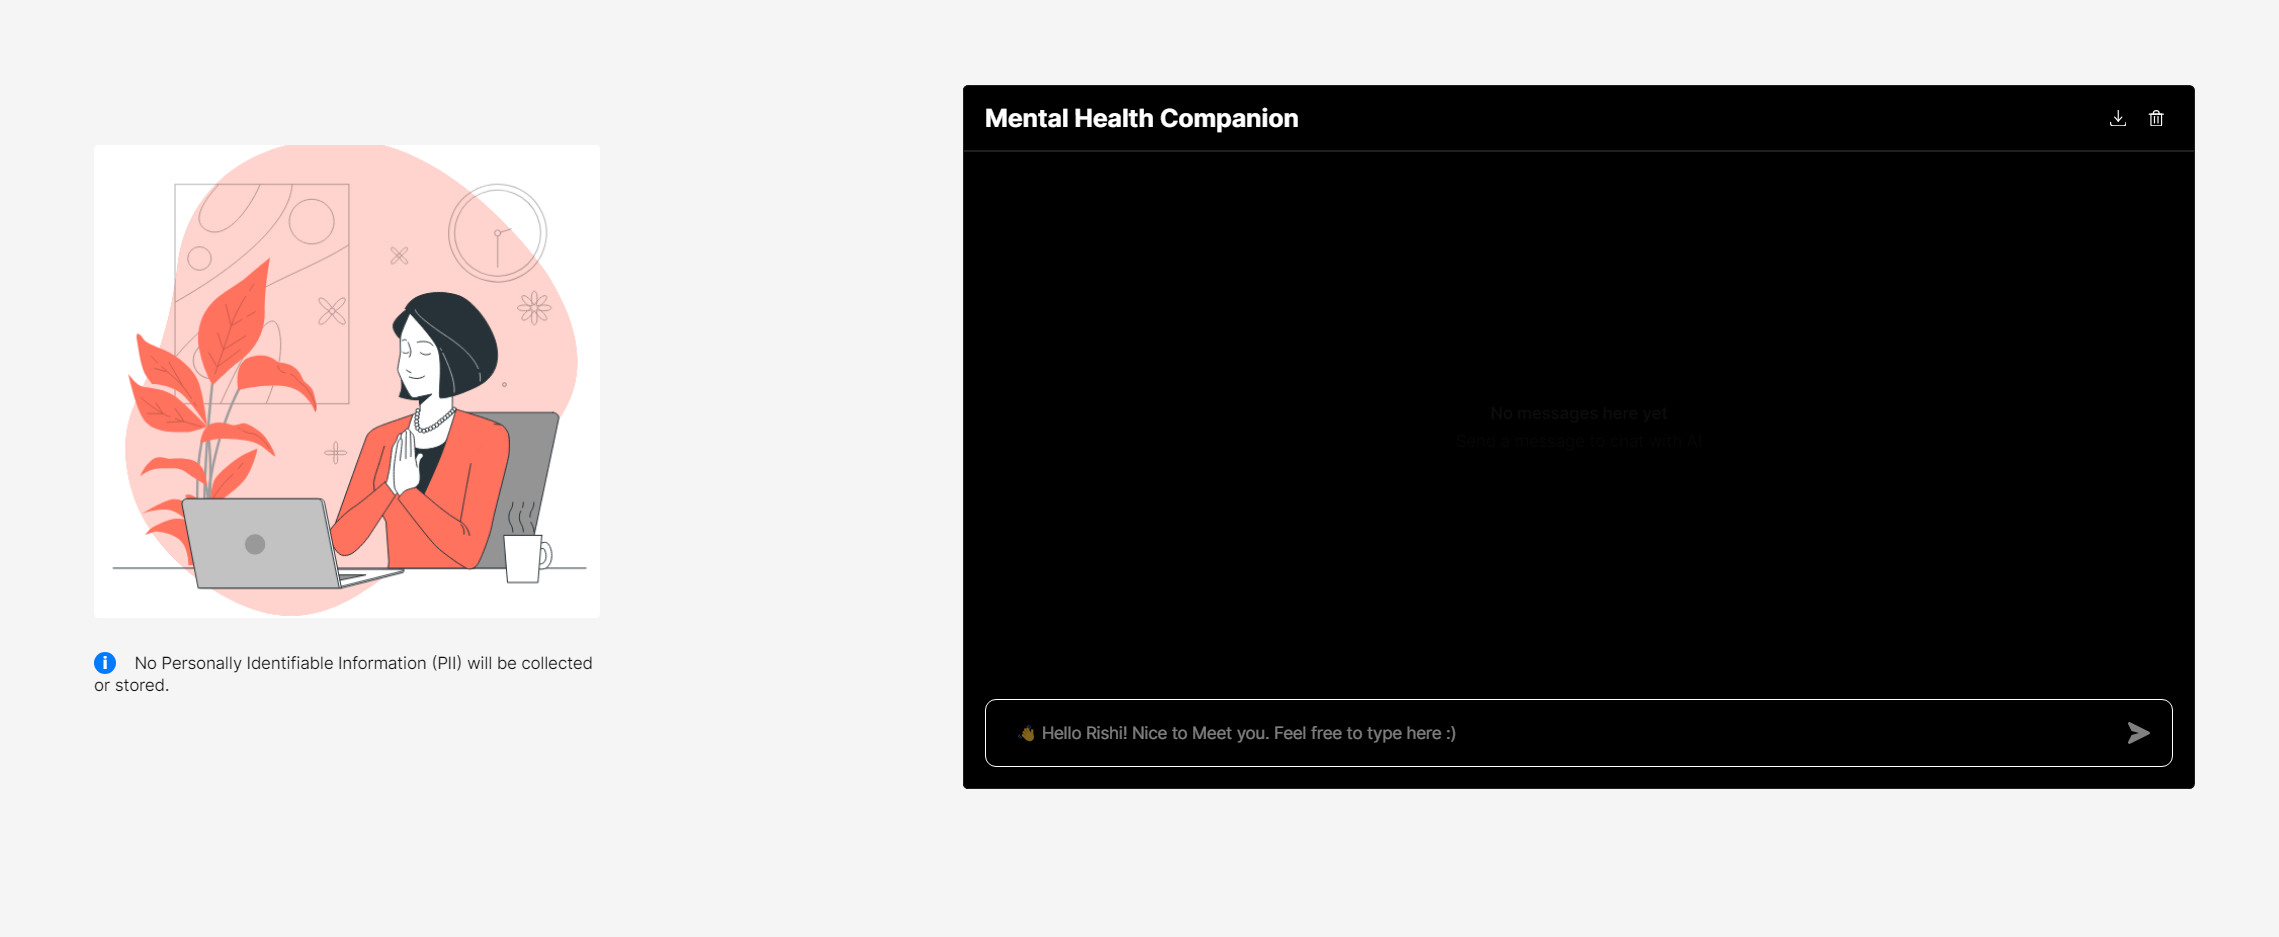 Mental Health Companion
No messages here yet
Send a message to chat with AI
👋 Hello Rishi! Nice to Meet you. Feel free to type here :)
i No Personally Identifiable Information (PII) will be collected
or stored.